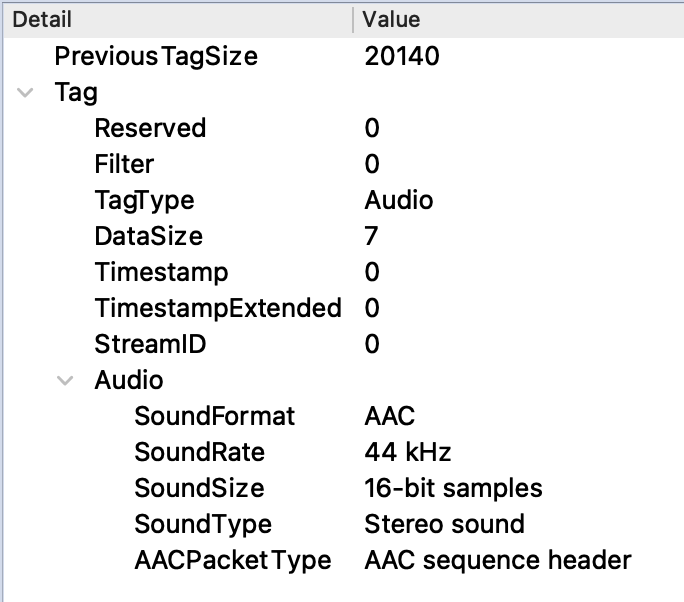 Detail Value
PreviousTagSize 20140
Tag
Reserved 0
Filter 0
TagType Audio
DataSize 7
Timestamp 0
TimestampExtended 0
StreamID 0
Audio
SoundFormat AAC
SoundRate 44 kHz
SoundSize 16-bit samples
SoundType Stereo sound
AACPacketType AAC sequence header